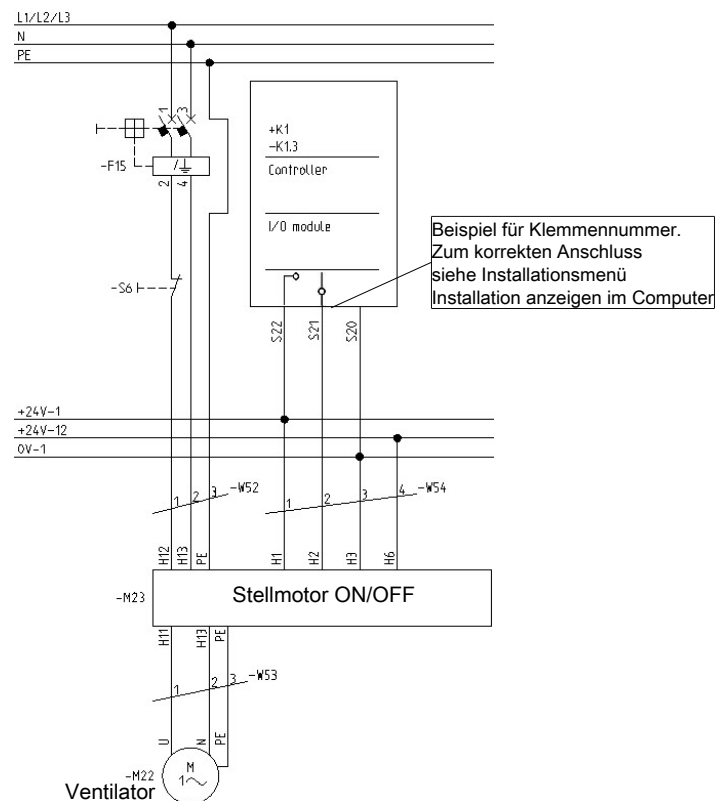 L1/L2/L3
N
PE
1 3
-F15
2 4
+K1
-K1.3
Controller
I/O module
Beispiel für Klemmennummer.
Zum korrekten Anschluss
siehe Installationsmenü
Installation anzeigen im Computer
-S6
S22 S21 S20
+24V-1
+24V-12
0V-1
1 2 3 -W52
1 2 3 4 -W54
H12 H13 PE H1 H2 H3 H6
-M23
Stellmotor ON/OFF
H11 H13 PE
1 2 3 -W53
U N PE
-M22
M
1~
Ventilator